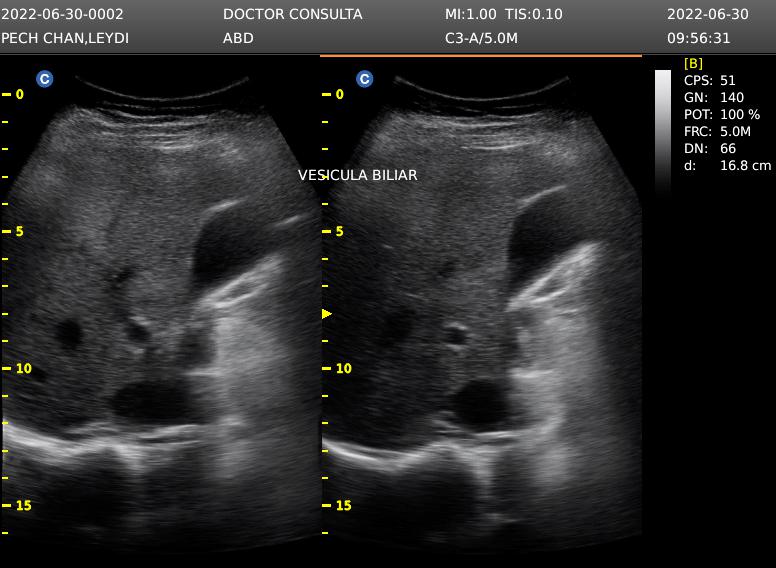 2022-06-30-0002 DOCTOR CONSULTA MI:1.00 TIS:0.10 2022-06-30
PECH CHAN,LEYDI ABD C3-A/5.0M 09:56:31
C C
[B]
CPS: 51
GN: 140
POT: 100 %
FRC: 5.0M
DN: 66
d: 16.8 cm
0 0
VESICULA BILIAR
5 5
10 10
15 15